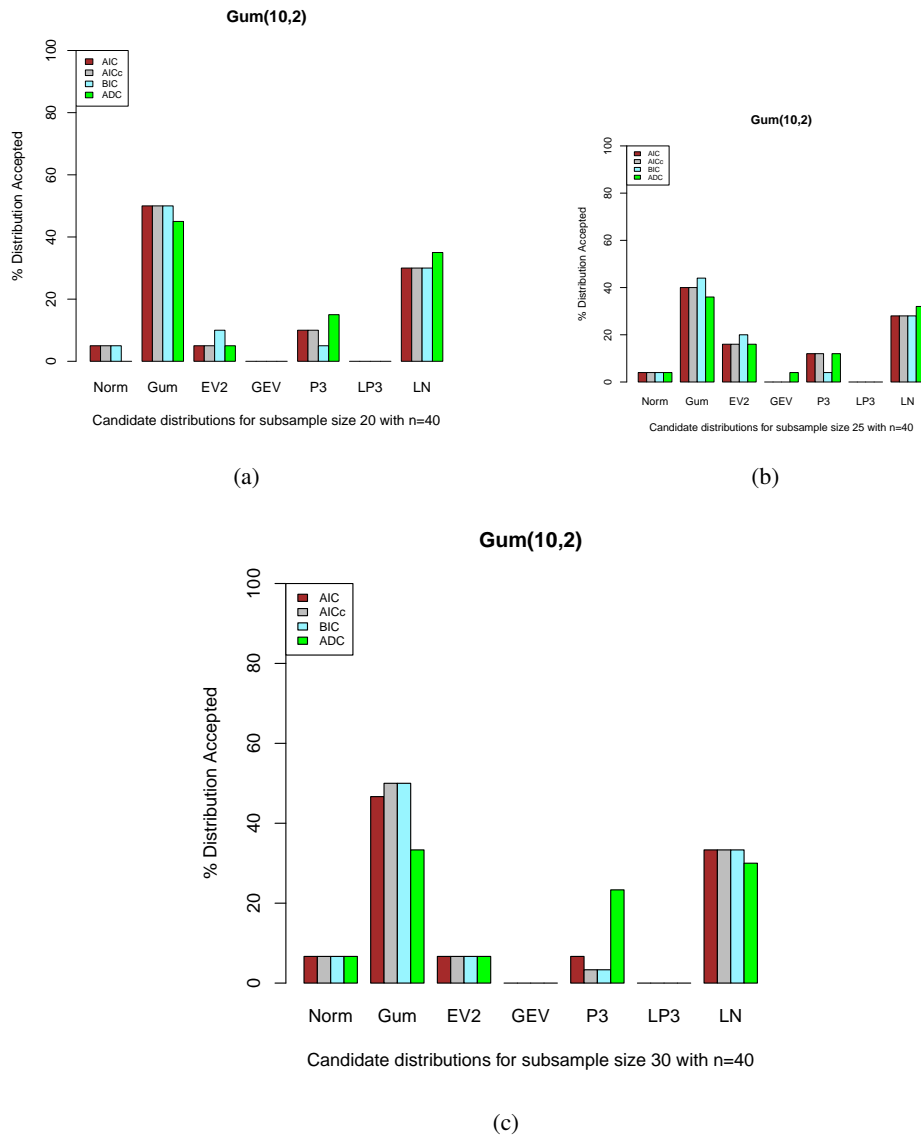 Gum(10,2)
% Distribution Accepted
100
80
60
40
20
0
AIC
AICc
BIC
ADC
Norm Gum EV2 GEV P3 LP3 LN
Candidate distributions for subsample size 20 with n=40
(a)
Gum(10,2)
% Distribution Accepted
100
80
60
40
20
0
AIC
AICc
BIC
ADC
Norm Gum EV2 GEV P3 LP3 LN
Candidate distributions for subsample size 25 with n=40
(b)
Gum(10,2)
% Distribution Accepted
100
80
60
40
20
0
AIC
AICc
BIC
ADC
Norm Gum EV2 GEV P3 LP3 LN
Candidate distributions for subsample size 30 with n=40
(c)